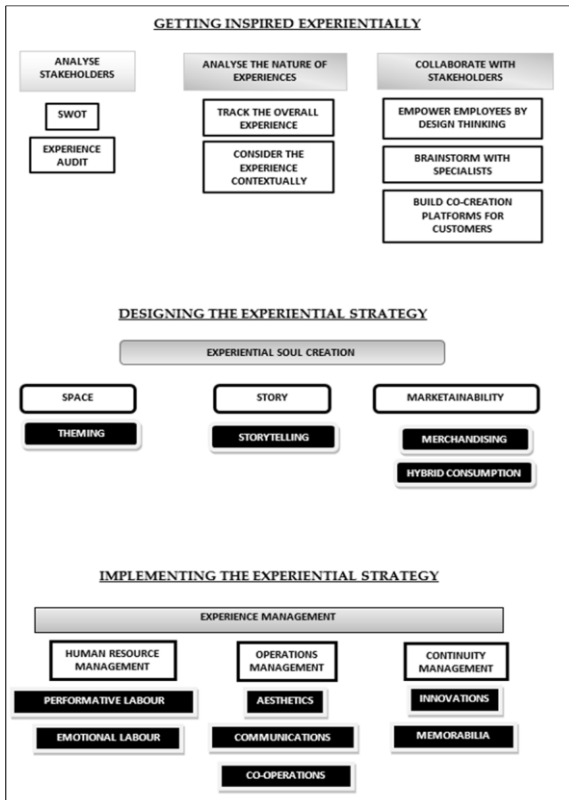 GETTING INSPIRED EXPERIENTIALLY
ANALYSE
STAKEHOLDERS
SWOT
EXPERIENCE
AUDIT
ANALYSE THE NATURE OF
EXPERIENCES
TRACK THE OVERALL
EXPERIENCE
CONSIDER THE
EXPERIENCE
CONTEXTUALLY
COLLABORATE WITH
STAKEHOLDERS
EMPOWER EMPLOYEES BY
DESIGN THINKING
BRAINSTORM WITH
SPECIALISTS
BUILD CO-CREATION
PLATFORMS FOR
CUSTOMERS
DESIGNING THE EXPERIENTIAL STRATEGY
EXPERIENTIAL SOUL CREATION
SPACE
THEMING
STORY
STORYTELLING
MARKETAINABILITY
MERCHANDISING
HYBRID CONSUMPTION
IMPLEMENTING THE EXPERIENTIAL STRATEGY
EXPERIENCE MANAGEMENT
HUMAN RESOURCE
MANAGEMENT
PERFORMATIVE LABOUR
EMOTIONAL LABOUR
OPERATIONS
MANAGEMENT
AESTHETICS
COMMUNICATIONS
CO-OPERATIONS
CONTINUITY
MANAGEMENT
INNOVATIONS
MEMORABILIA